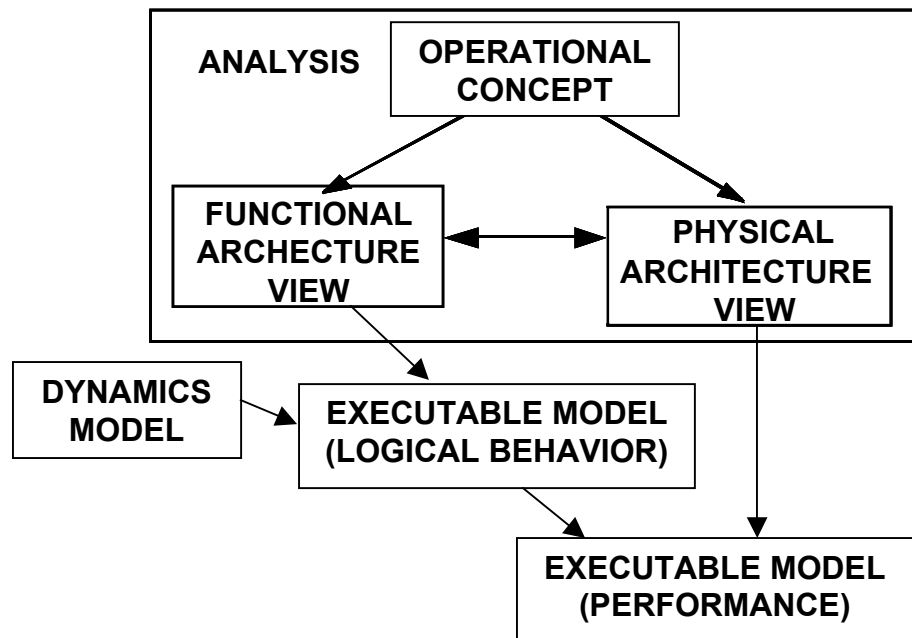 ANALYSIS
OPERATIONAL
CONCEPT
FUNCTIONAL
ARCHECTURE
VIEW
PHYSICAL
ARCHITECTURE
VIEW
DYNAMICS
MODEL
EXECUTABLE MODEL
(LOGICAL BEHAVIOR)
EXECUTABLE MODEL
(PERFORMANCE)